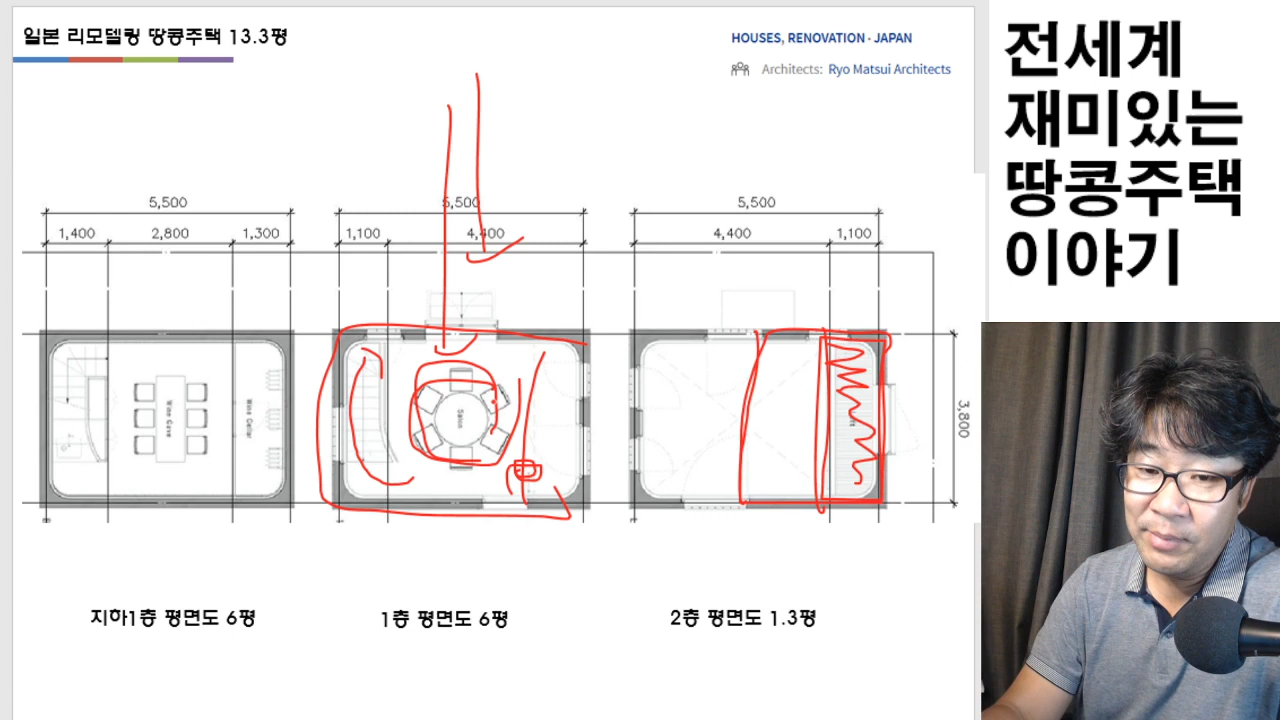 일본 리모델링 땅콩주택 13.3평
HOUSES, RENOVATION · JAPAN
Architects: Ryo Matsui Architects
전세계
재미있는
땅콩주택
이야기
5,500
1,400
2,800
1,300
5,500
1,100
4,400
5,500
4,400
1,100
Wine Cave
Wine Cellar
Salon
3,800
지하1층 평면도 6평
1층 평면도 6평
2층 평면도 1.3평